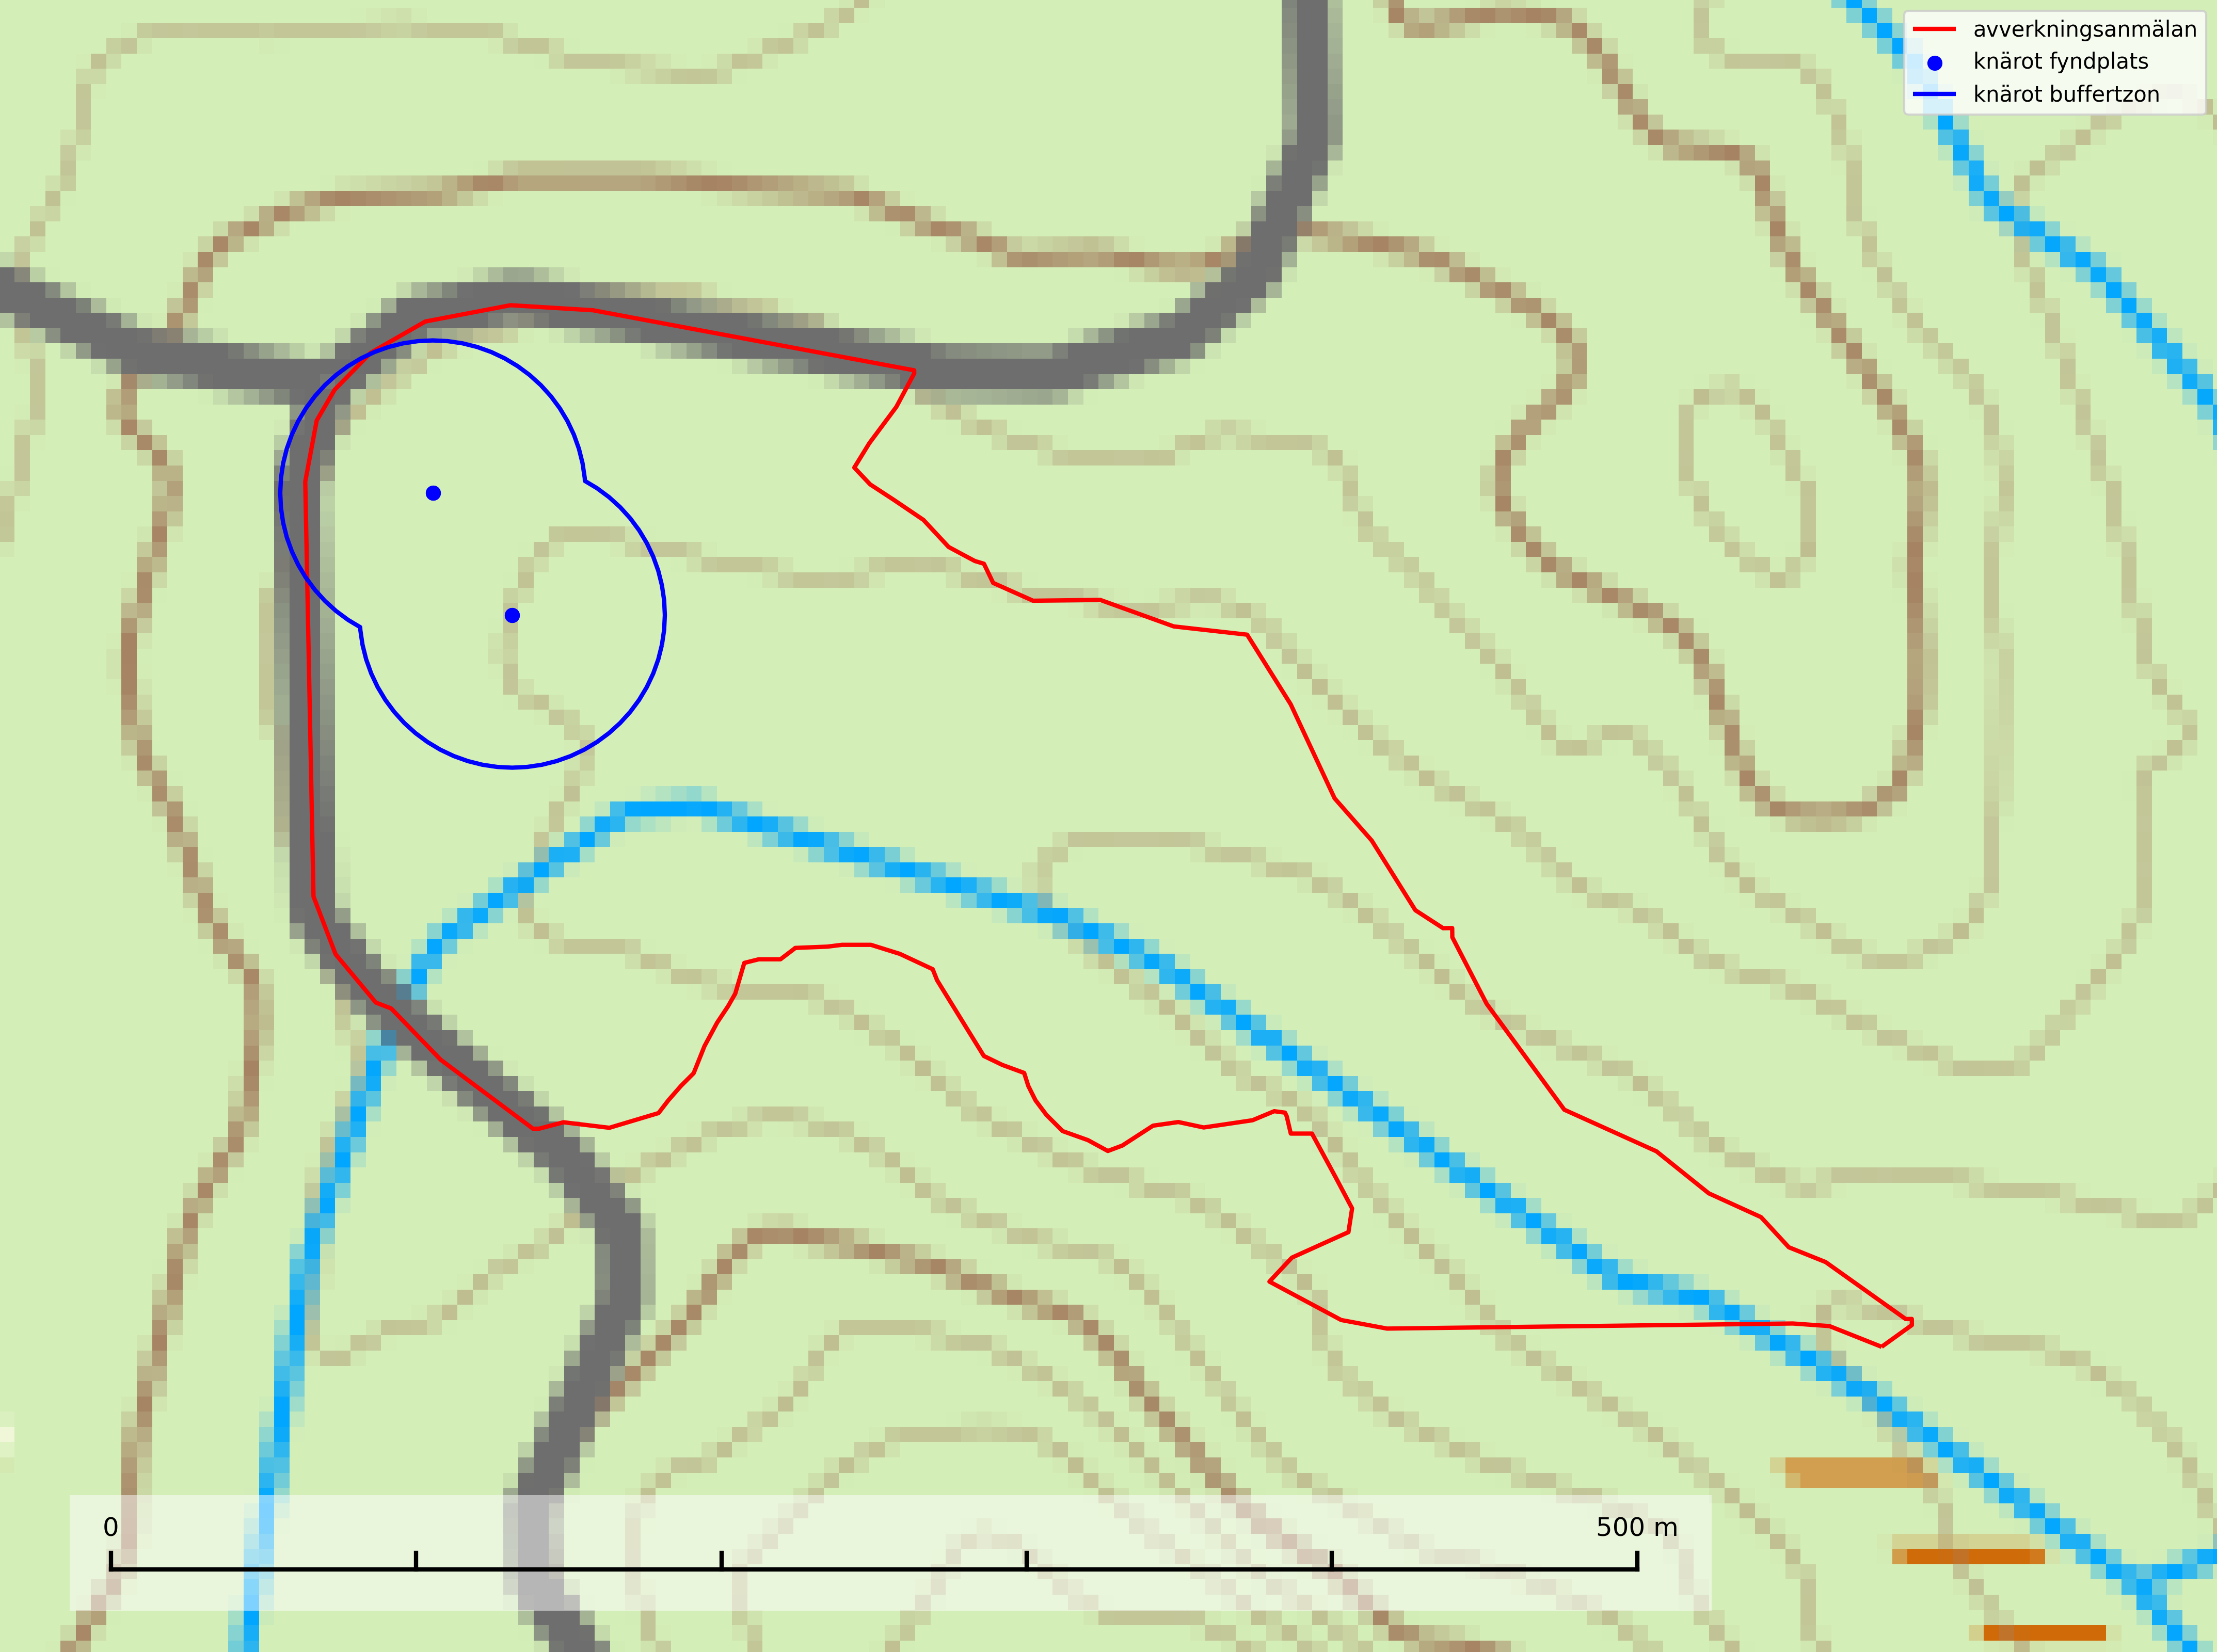 avverkningsanmälan
knärot fyndplats
knärot buffertzon
0 500 m